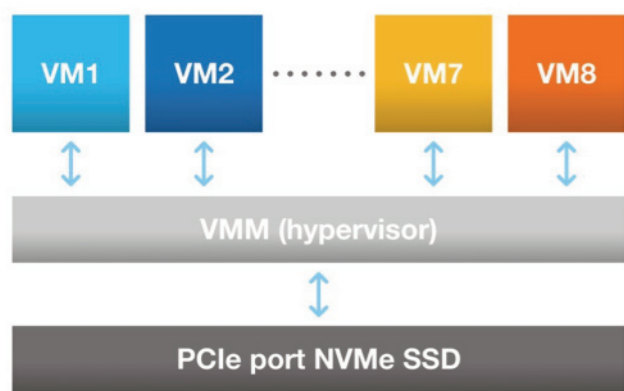 VM1
VM2
VM7
VM8
VMM (hypervisor)
PCIe port NVMe SSD